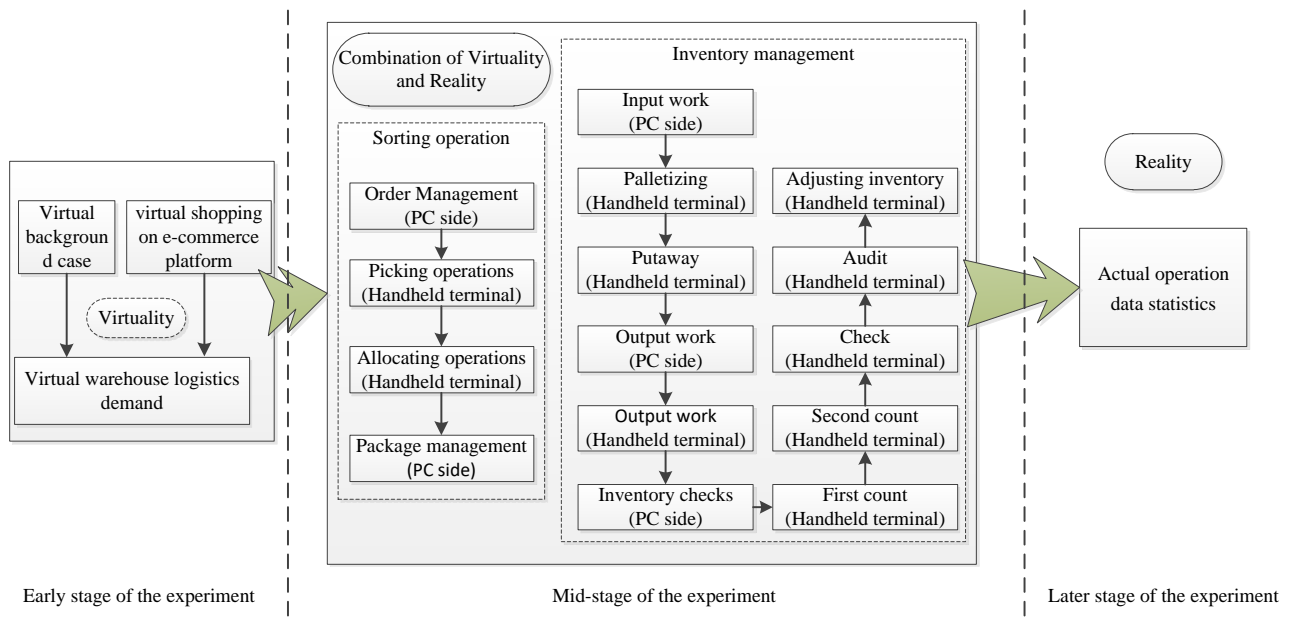 Virtual
backgroun
d case
virtual shopping
on e-commerce
platform
Virtuality
Virtual warehouse logistics
demand
Early stage of the experiment
Combination of Virtuality
and Reality
Sorting operation
Order Management
(PC side)
Picking operations
(Handheld terminal)
Allocating operations
(Handheld terminal)
Package management
(PC side)
Inventory management
Input work
(PC side)
Palletizing
(Handheld terminal)
Putaway
(Handheld terminal)
Output work
(PC side)
Output work
(Handheld terminal)
Inventory checks
(PC side)
First count
(Handheld terminal)
Second count
(Handheld terminal)
Check
(Handheld terminal)
Audit
(Handheld terminal)
Adjusting inventory
(Handheld terminal)
Mid-stage of the experiment
Reality
Actual operation
data statistics
Later stage of the experiment